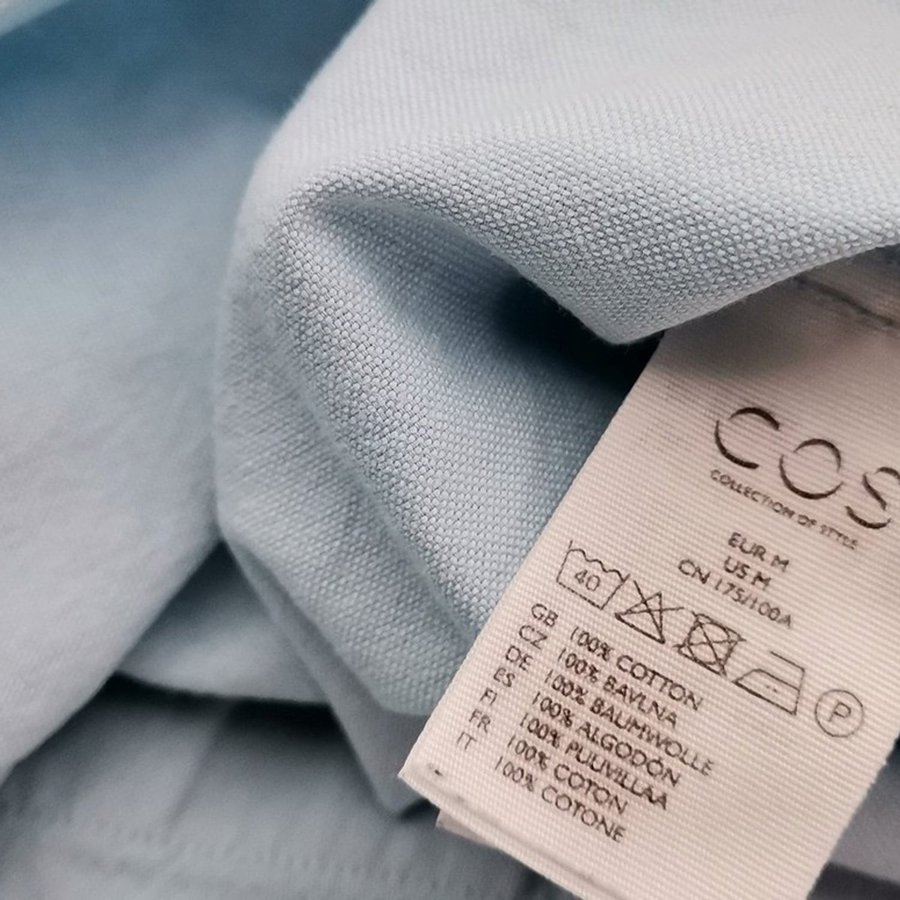 COS
COLLECTION OF STYLE
EUR M
US M
CN 175/100A
40
P
GB 100% COTTON
CZ 100% BAVLNA
DE 100% BAUMWOLLE
ES 100% ALGODÓN
FI 100% PUUVILLAA
FR 100% COTON
IT 100% COTONE